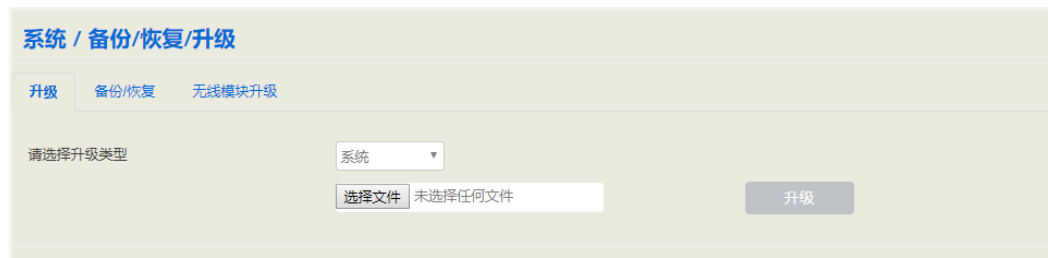 系统 / 备份/恢复/升级
升级 备份/恢复 无线模块升级
请选择升级类型 系统
选择文件 未选择任何文件 升级